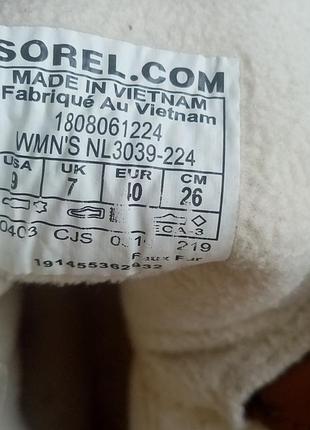 SOREL.COM
MADE IN VIETNAM
Fabriqué Au Vietnam
1808061224
WMN'S NL3039-224
USA UK EUR CM
9 7 40 26
0403 CJS 219
Faux Fur